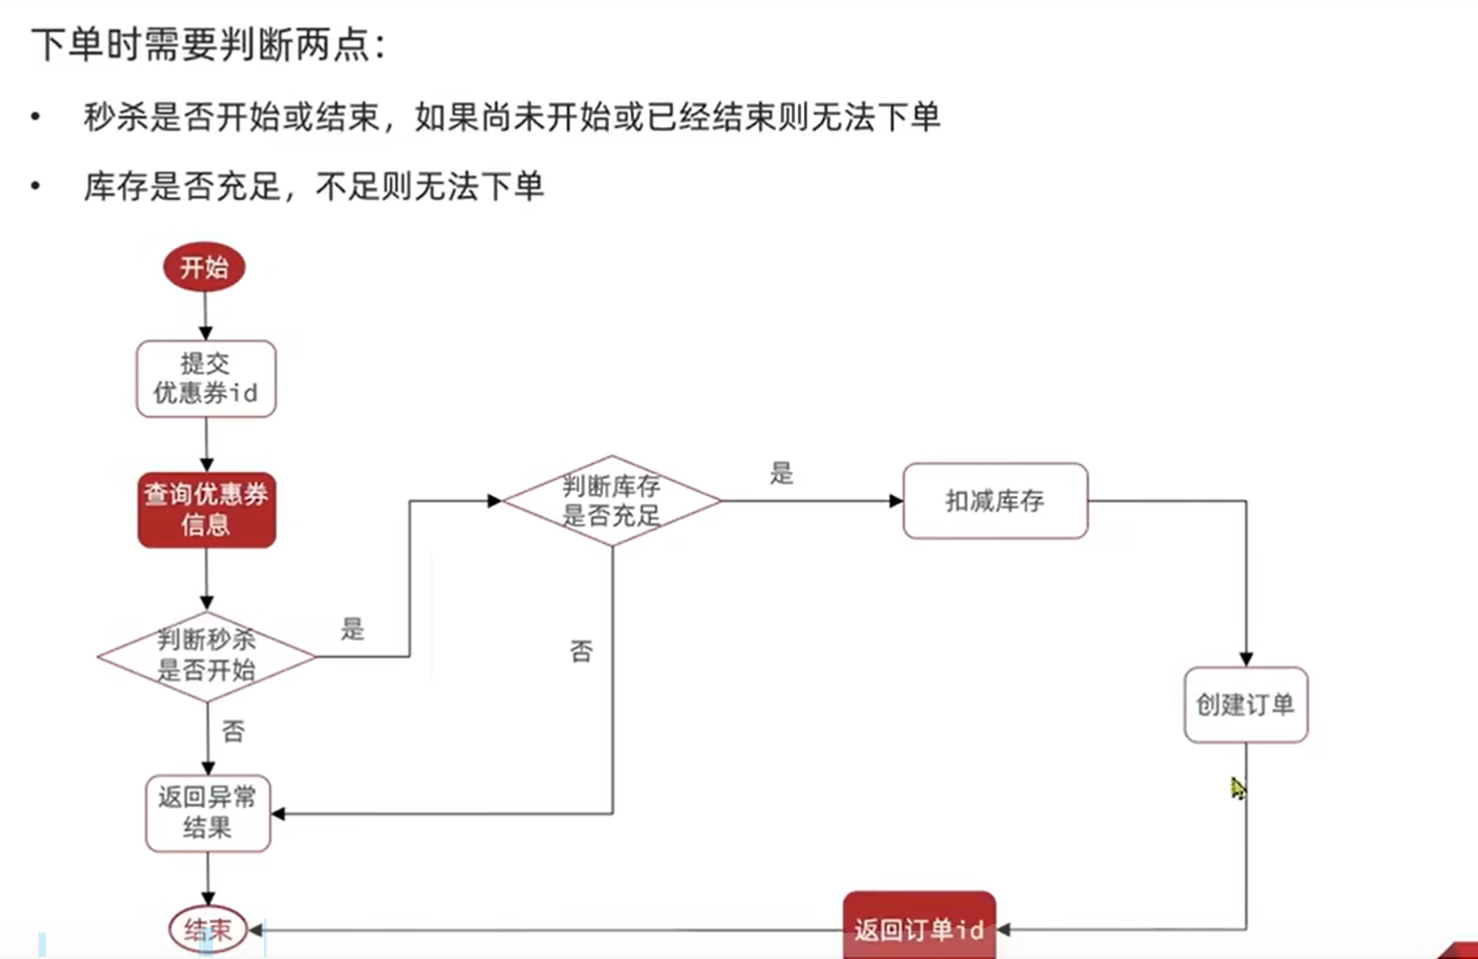 下单时需要判断两点：
• 秒杀是否开始或结束，如果尚未开始或已经结束则无法下单
• 库存是否充足，不足则无法下单
开始
提交
优惠券id
查询优惠券
信息
判断秒杀
是否开始
是
否
返回异常
结果
结束
判断库存
是否充足
是
否
扣减库存
创建订单
返回订单id